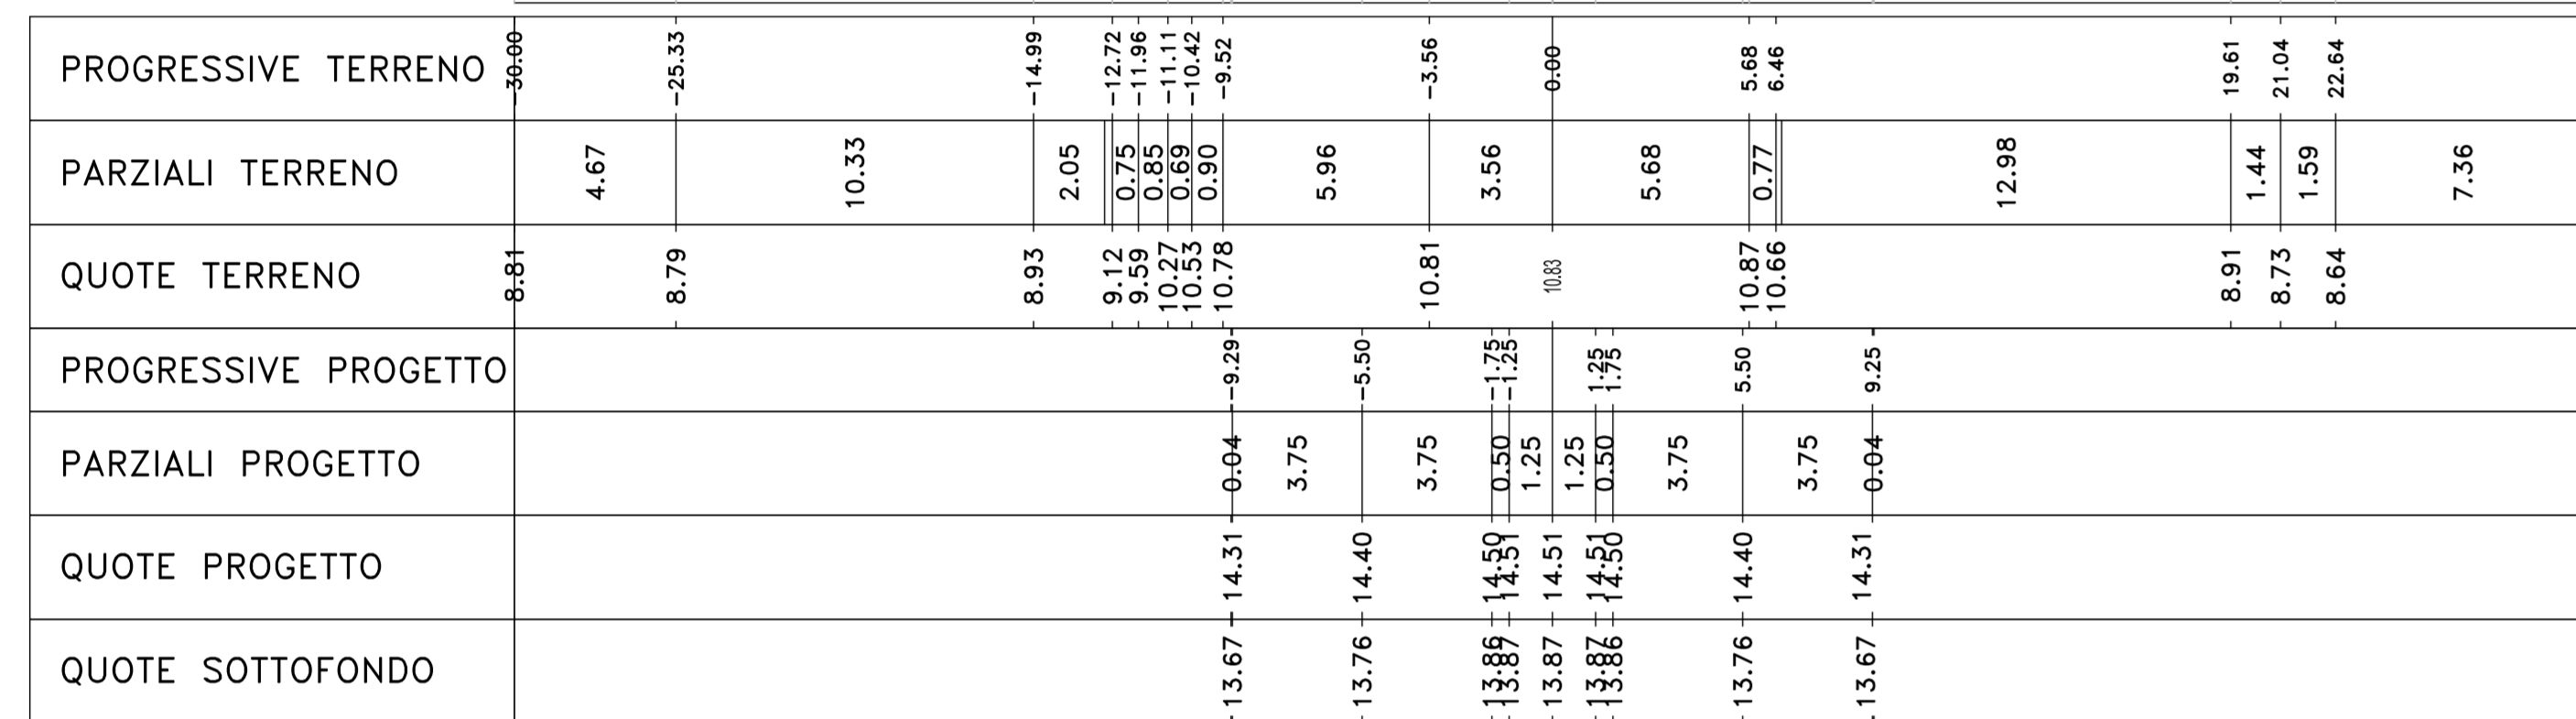 PROGRESSIVE TERRENO -30.00 -25.33 -14.99 -12.72 -11.96 -11.11 -10.42 -9.52 -3.56 0.00 5.68 6.46 19.61 21.04 22.64
PARZIALI TERRENO 4.67 10.33 2.05 0.75 0.85 0.69 0.90 5.96 3.56 5.68 0.77 12.98 1.44 1.59 7.36
QUOTE TERRENO 8.81 8.79 8.93 9.12 9.59 10.27 10.53 10.78 10.81 10.83 10.87 10.66 8.91 8.73 8.64
PROGRESSIVE PROGETTO -9.29 -5.50 -1.75 -1.25 1.25 1.75 5.50 9.25
PARZIALI PROGETTO 0.04 3.75 3.75 0.50 1.25 1.25 0.50 3.75 3.75 0.04
QUOTE PROGETTO 14.31 14.40 14.50 14.51 14.51 14.51 14.50 14.40 14.31
QUOTE SOTTOFONDO 13.67 13.76 13.86 13.87 13.87 13.87 13.86 13.76 13.67